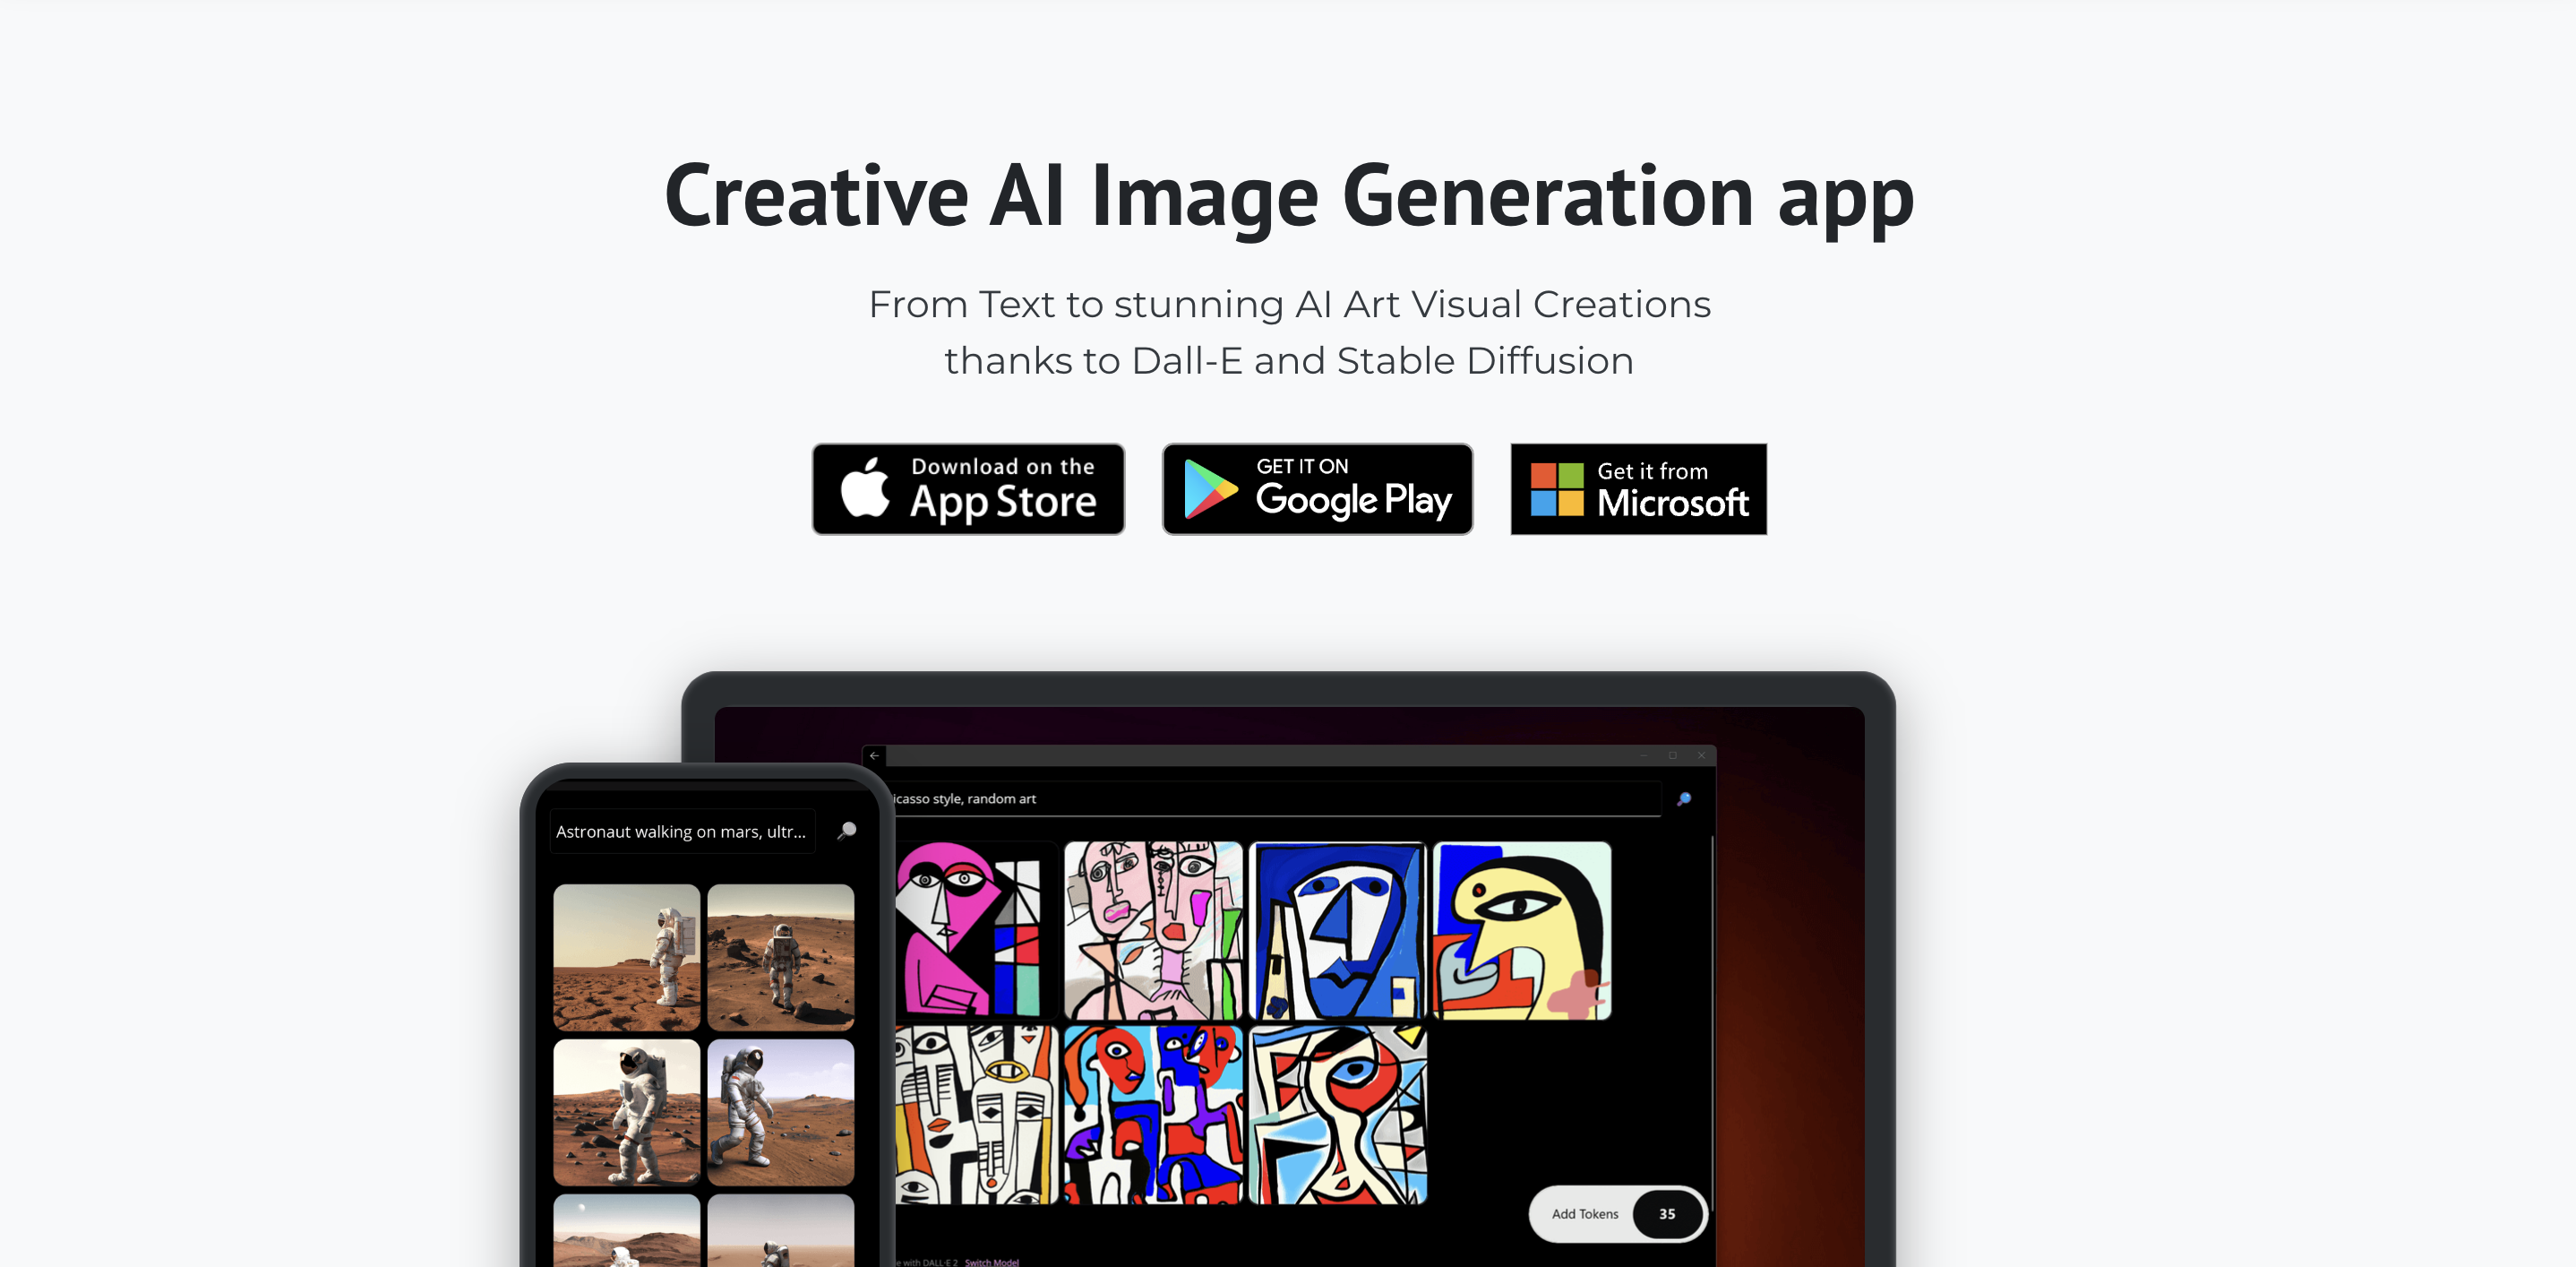 Creative AI Image Generation app
From Text to stunning AI Art Visual Creations
thanks to Dall-E and Stable Diffusion
Download on the
App Store
GET IT ON
Google Play
Get it from
Microsoft
icasso style, random art
Astronaut walking on mars, ultr...
Add Tokens 35
e with DALL·E 2 Switch Model